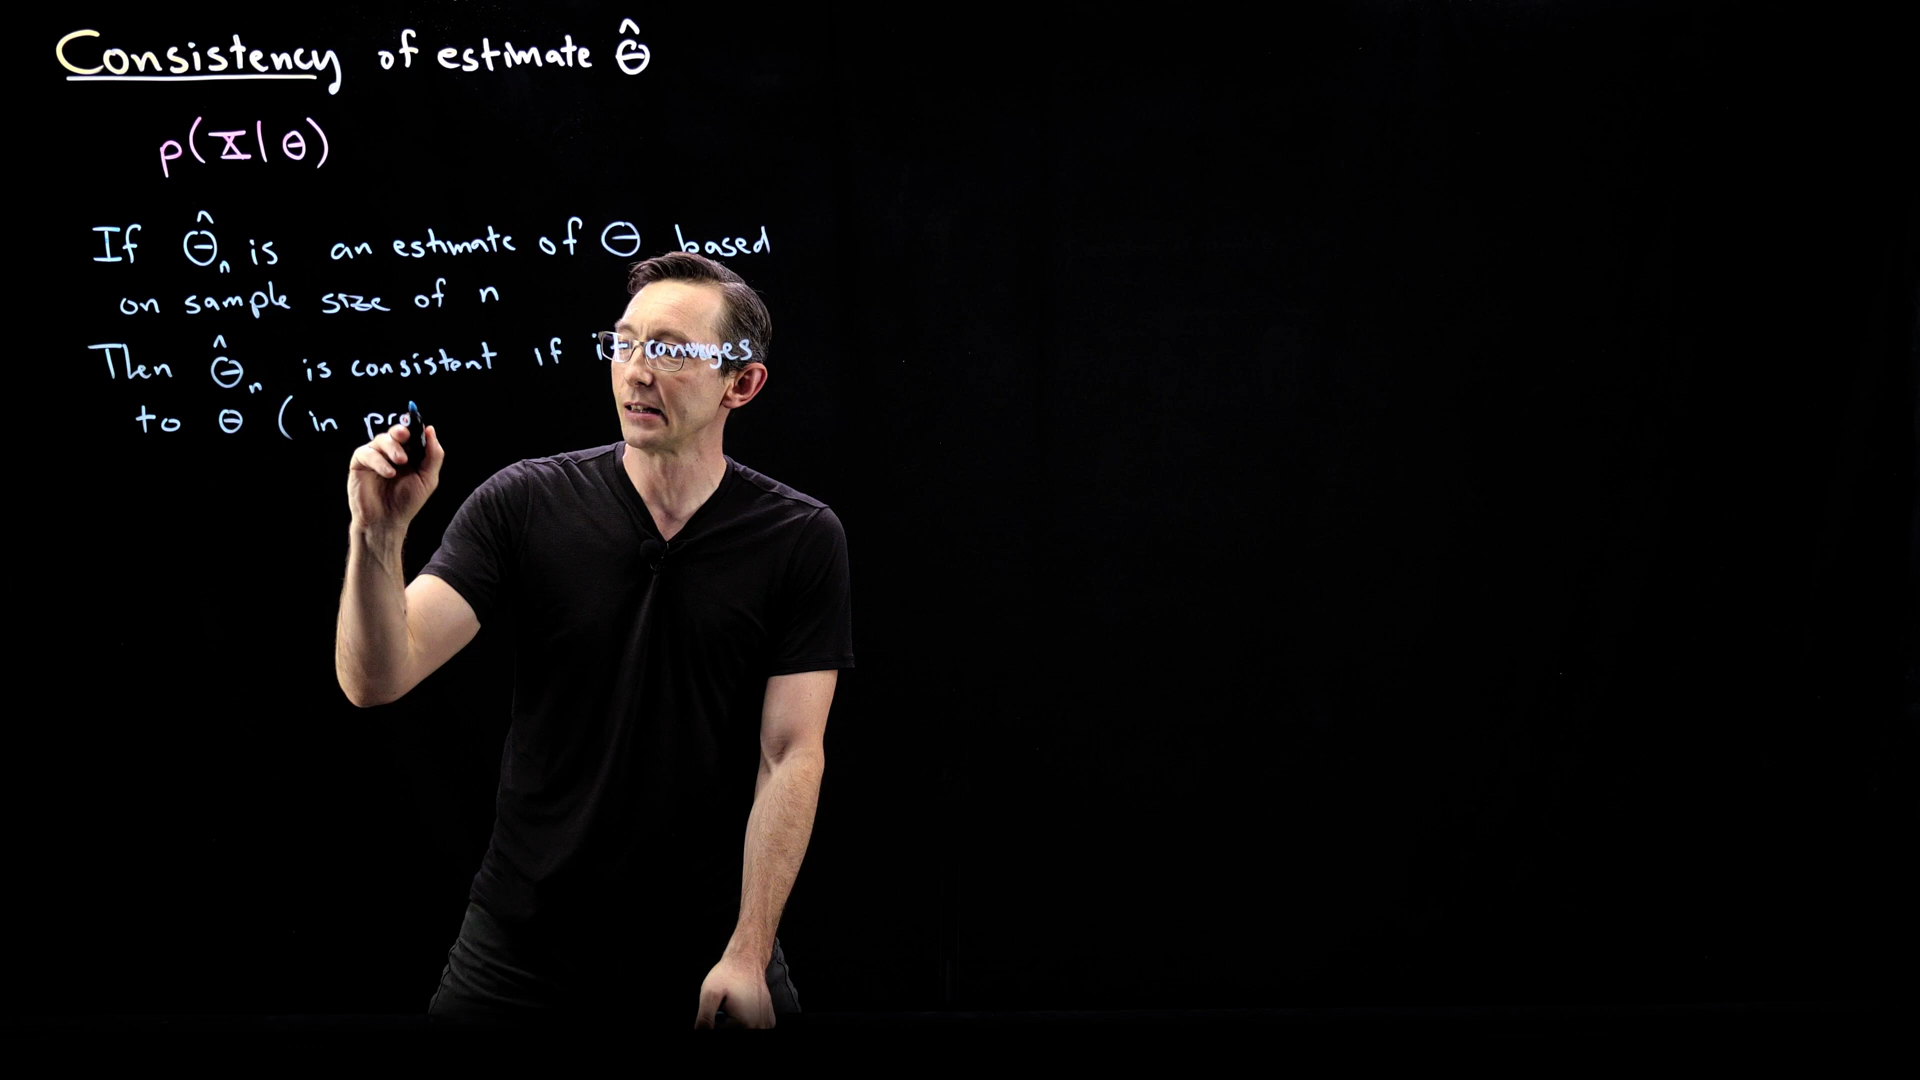 Consistency of estimate θ̂
p(X|θ)
If θ̂ₙ is an estimate of θ based
on sample size of n
Then θ̂ₙ is consistent if it converges
to θ (in pro